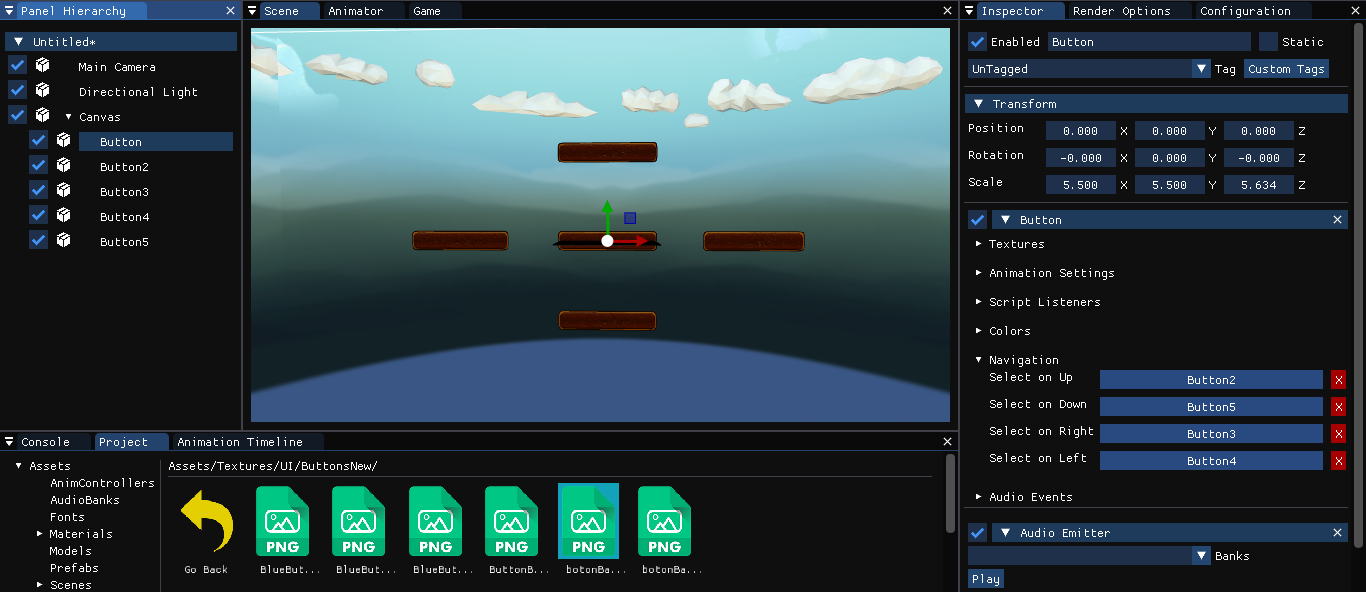 Panel Hierarchy
Untitled*
Main Camera
Directional Light
Canvas
Button
Button2
Button3
Button4
Button5
Scene Animator Game
Console Project Animation Timeline
Assets
AnimControllers
AudioBanks
Fonts
Materials
Models
Prefabs
Scenes
Assets/Textures/UI/ButtonsNew/
PNG PNG PNG PNG PNG PNG
Go Back BlueBut... BlueBut... BlueBut... ButtonB... botonBa... botonBa...
Inspector Render Options Configuration
Enabled Button Static
UnTagged Tag Custom Tags
Transform
Position 0.000 X 0.000 Y 0.000 Z
Rotation -0.000 X 0.000 Y -0.000 Z
Scale 5.500 X 5.500 Y 5.634 Z
Button
Textures
Animation Settings
Script Listeners
Colors
Navigation
Select on Up Button2 X
Select on Down Button5 X
Select on Right Button3 X
Select on Left Button4 X
Audio Events
Audio Emitter
Banks
Play